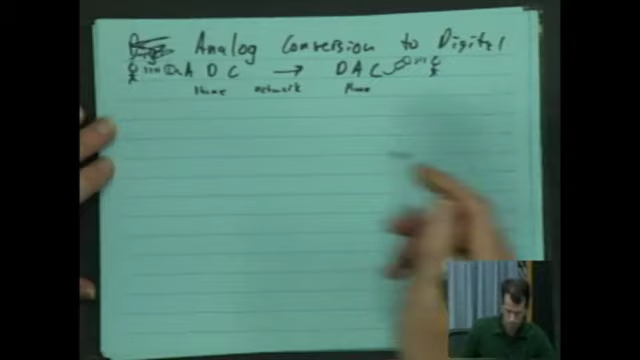 Analog Conversion to Digital
A D C → D A C
Phone network Phone